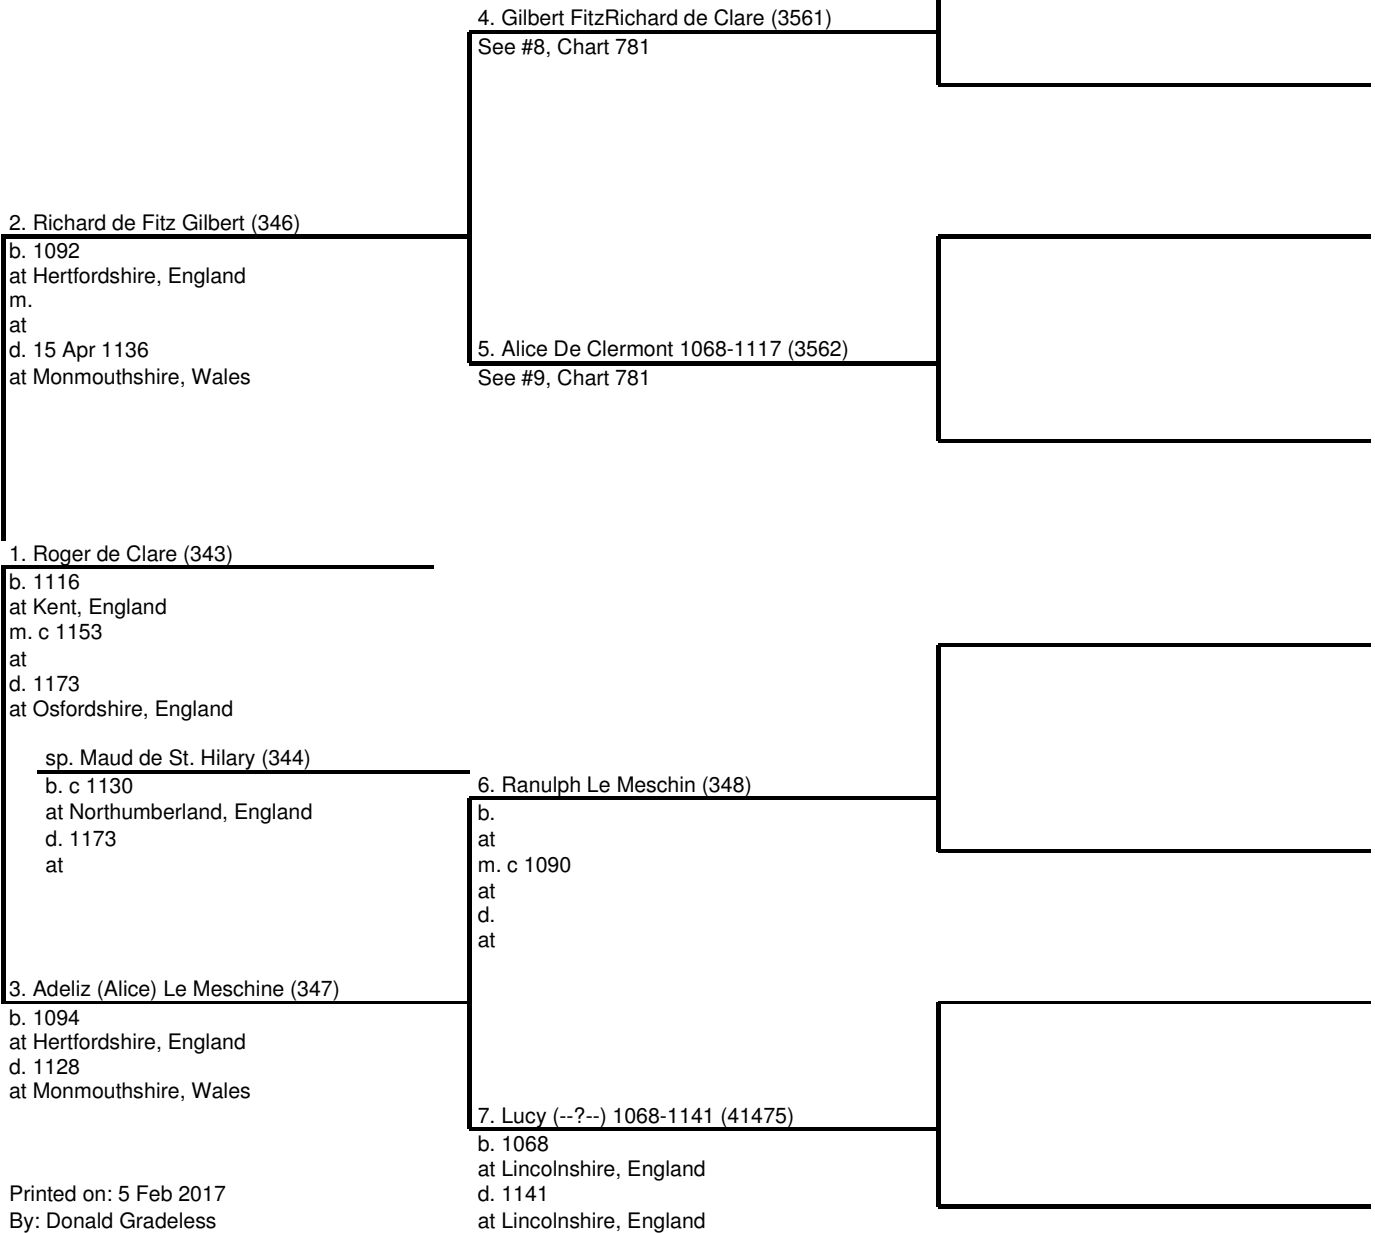 4. Gilbert FitzRichard de Clare (3561)
See #8, Chart 781
2. Richard de Fitz Gilbert (346)
b. 1092
at Hertfordshire, England
m.
at
d. 15 Apr 1136
at Monmouthshire, Wales
5. Alice De Clermont 1068-1117 (3562)
See #9, Chart 781
1. Roger de Clare (343)
b. 1116
at Kent, England
m. c 1153
at
d. 1173
at Osfordshire, England
sp. Maud de St. Hilary (344)
b. c 1130
at Northumberland, England
d. 1173
at
6. Ranulph Le Meschin (348)
b.
at
m. c 1090
at
d.
at
3. Adeliz (Alice) Le Meschine (347)
b. 1094
at Hertfordshire, England
d. 1128
at Monmouthshire, Wales
7. Lucy (--?--) 1068-1141 (41475)
b. 1068
at Lincolnshire, England
d. 1141
at Lincolnshire, England
Printed on: 5 Feb 2017
By: Donald Gradeless